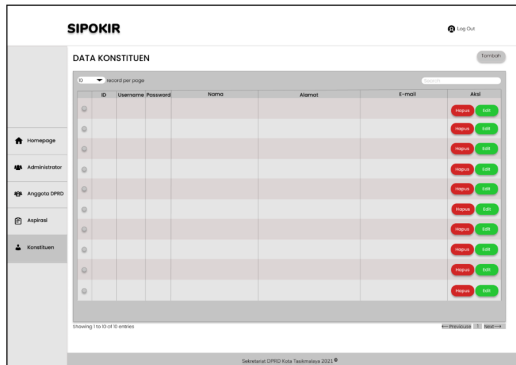 SIPOKIR
Log Out
DATA KONSTITUEN
Tambah
10 record per page
Search
ID Username Password Nama Alamat E-mail Aksi
Hapus Edit
Hapus Edit
Hapus Edit
Hapus Edit
Hapus Edit
Hapus Edit
Hapus Edit
Hapus Edit
Hapus Edit
Hapus Edit
Homepage
Administrator
Anggota DPRD
Aspirasi
Konstituen
Showing 1 to 10 of 10 entries
Previouse 1 Next
Sekretariat DPRD Kota Tasikmalaya 2021 ©